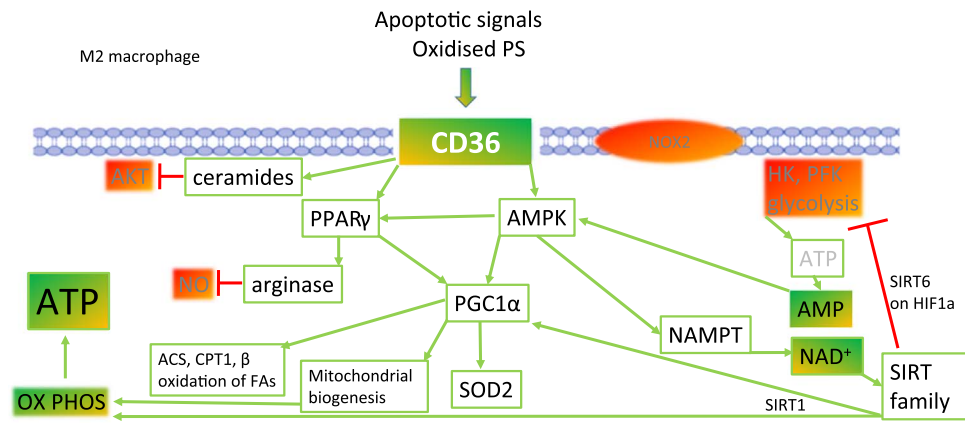 Apoptotic signals
Oxidised PS
M2 macrophage
CD36
NOX2
AKT
ceramides
HK, PFK
glycolysis
PPARγ
AMPK
ATP
SIRT6
on HIF1a
NO
arginase
ATP
PGC1α
AMP
NAMPT
NAD+
ACS, CPT1, β
oxidation of FAs
Mitochondrial
biogenesis
SOD2
SIRT
family
OX PHOS
SIRT1